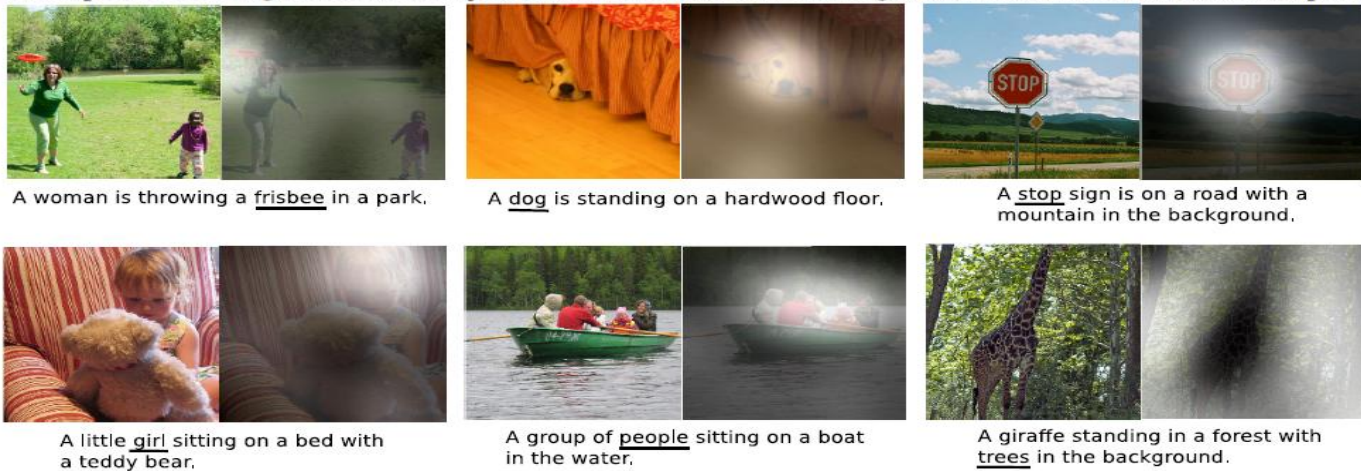 STOP
STOP
A woman is throwing a frisbee in a park.
A dog is standing on a hardwood floor.
A stop sign is on a road with a
mountain in the background.
A little girl sitting on a bed with
a teddy bear.
A group of people sitting on a boat
in the water.
A giraffe standing in a forest with
trees in the background.